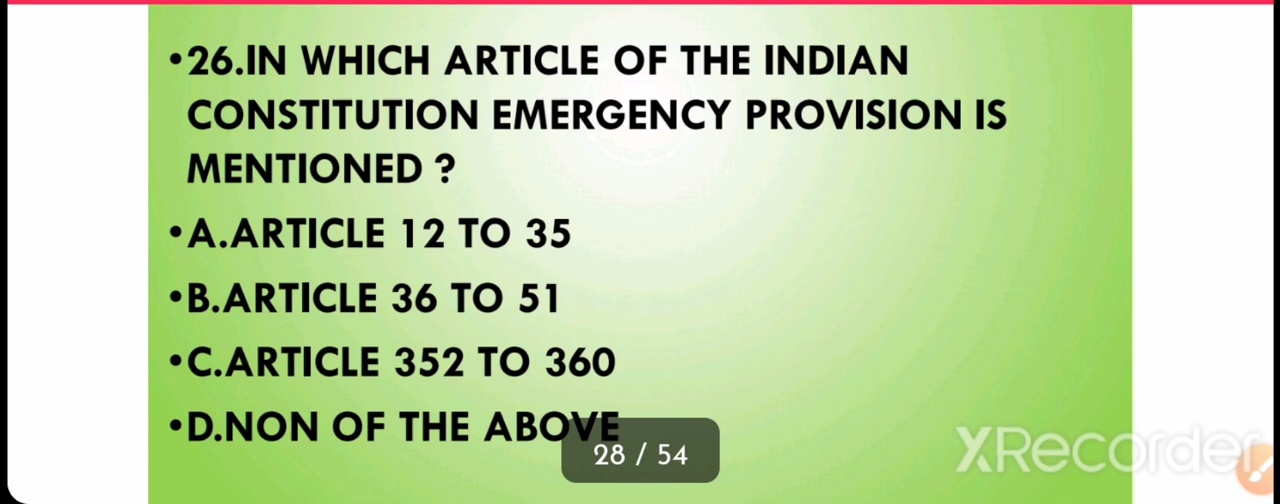 •26.IN WHICH ARTICLE OF THE INDIAN
CONSTITUTION EMERGENCY PROVISION IS
MENTIONED ?
•A.ARTICLE 12 TO 35
•B.ARTICLE 36 TO 51
•C.ARTICLE 352 TO 360
•D.NON OF THE ABOVE
28 / 54
XRecorder